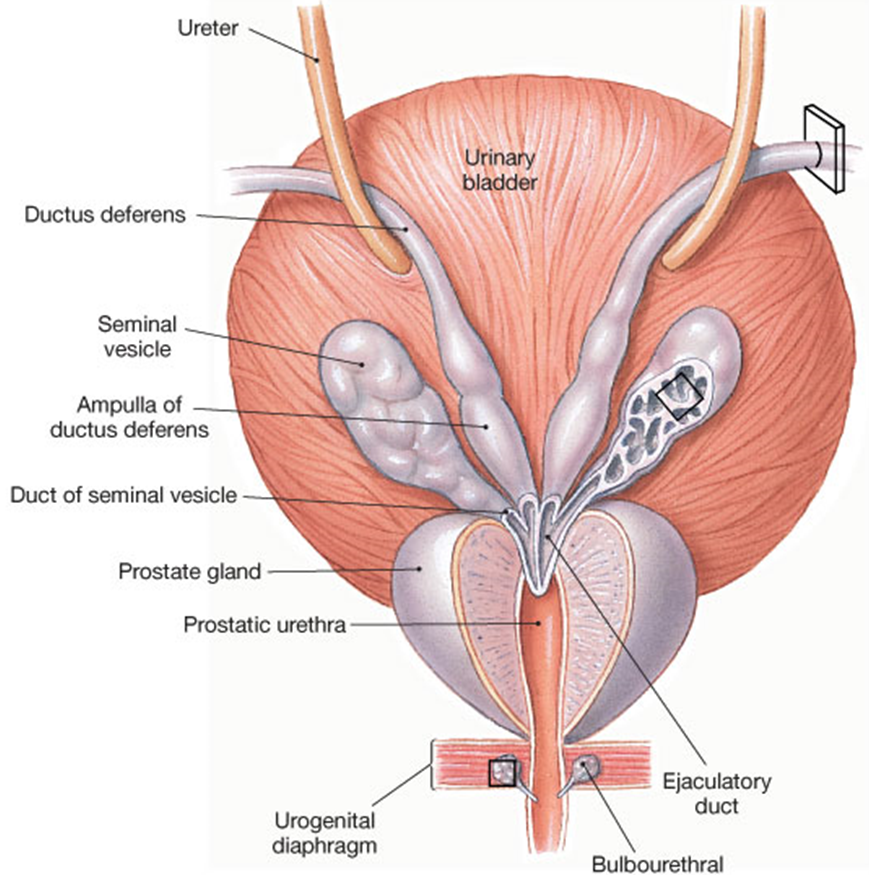 Ureter
Urinary
bladder
Ductus deferens
Seminal
vesicle
Ampulla of
ductus deferens
Duct of seminal vesicle
Prostate gland
Prostatic urethra
Ejaculatory
duct
Urogenital
diaphragm
Bulbourethral